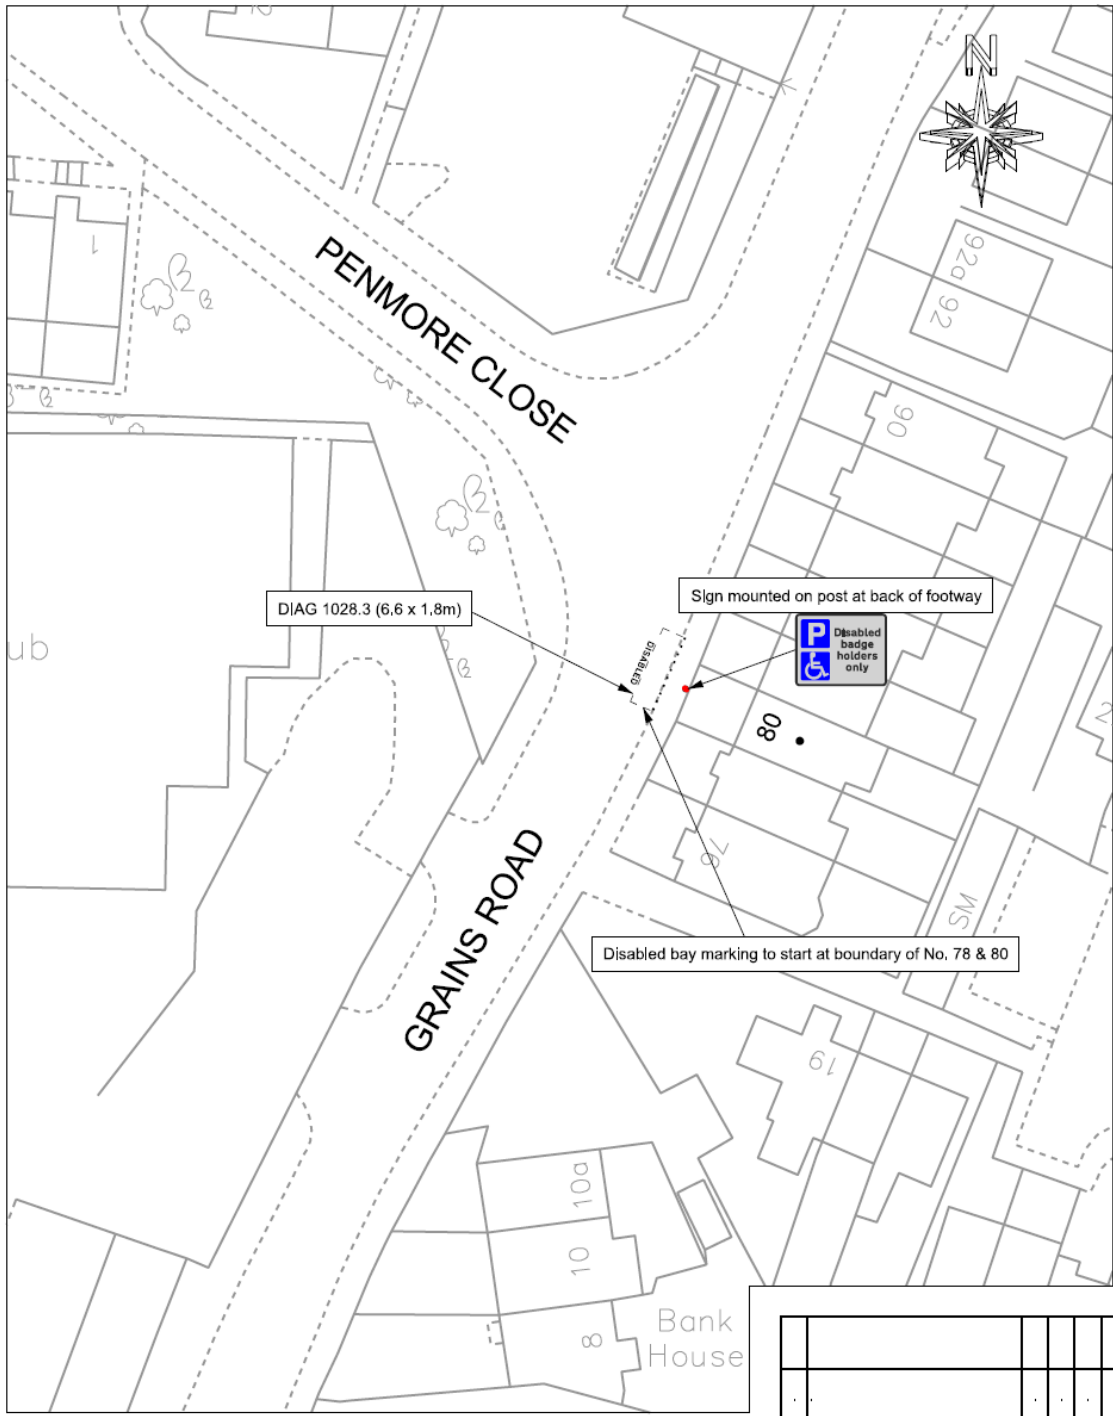 N
PENMORE CLOSE
1
92a
92
90
DIAG 1028.3 (6.6 x 1.8m)
Sign mounted on post at back of footway
P
Disabled
badge
holders
only
DISABLED
ub
80
76
GRAINS ROAD
SM
Disabled bay marking to start at boundary of No. 78 & 80
19
10a
10
8
Bank
House